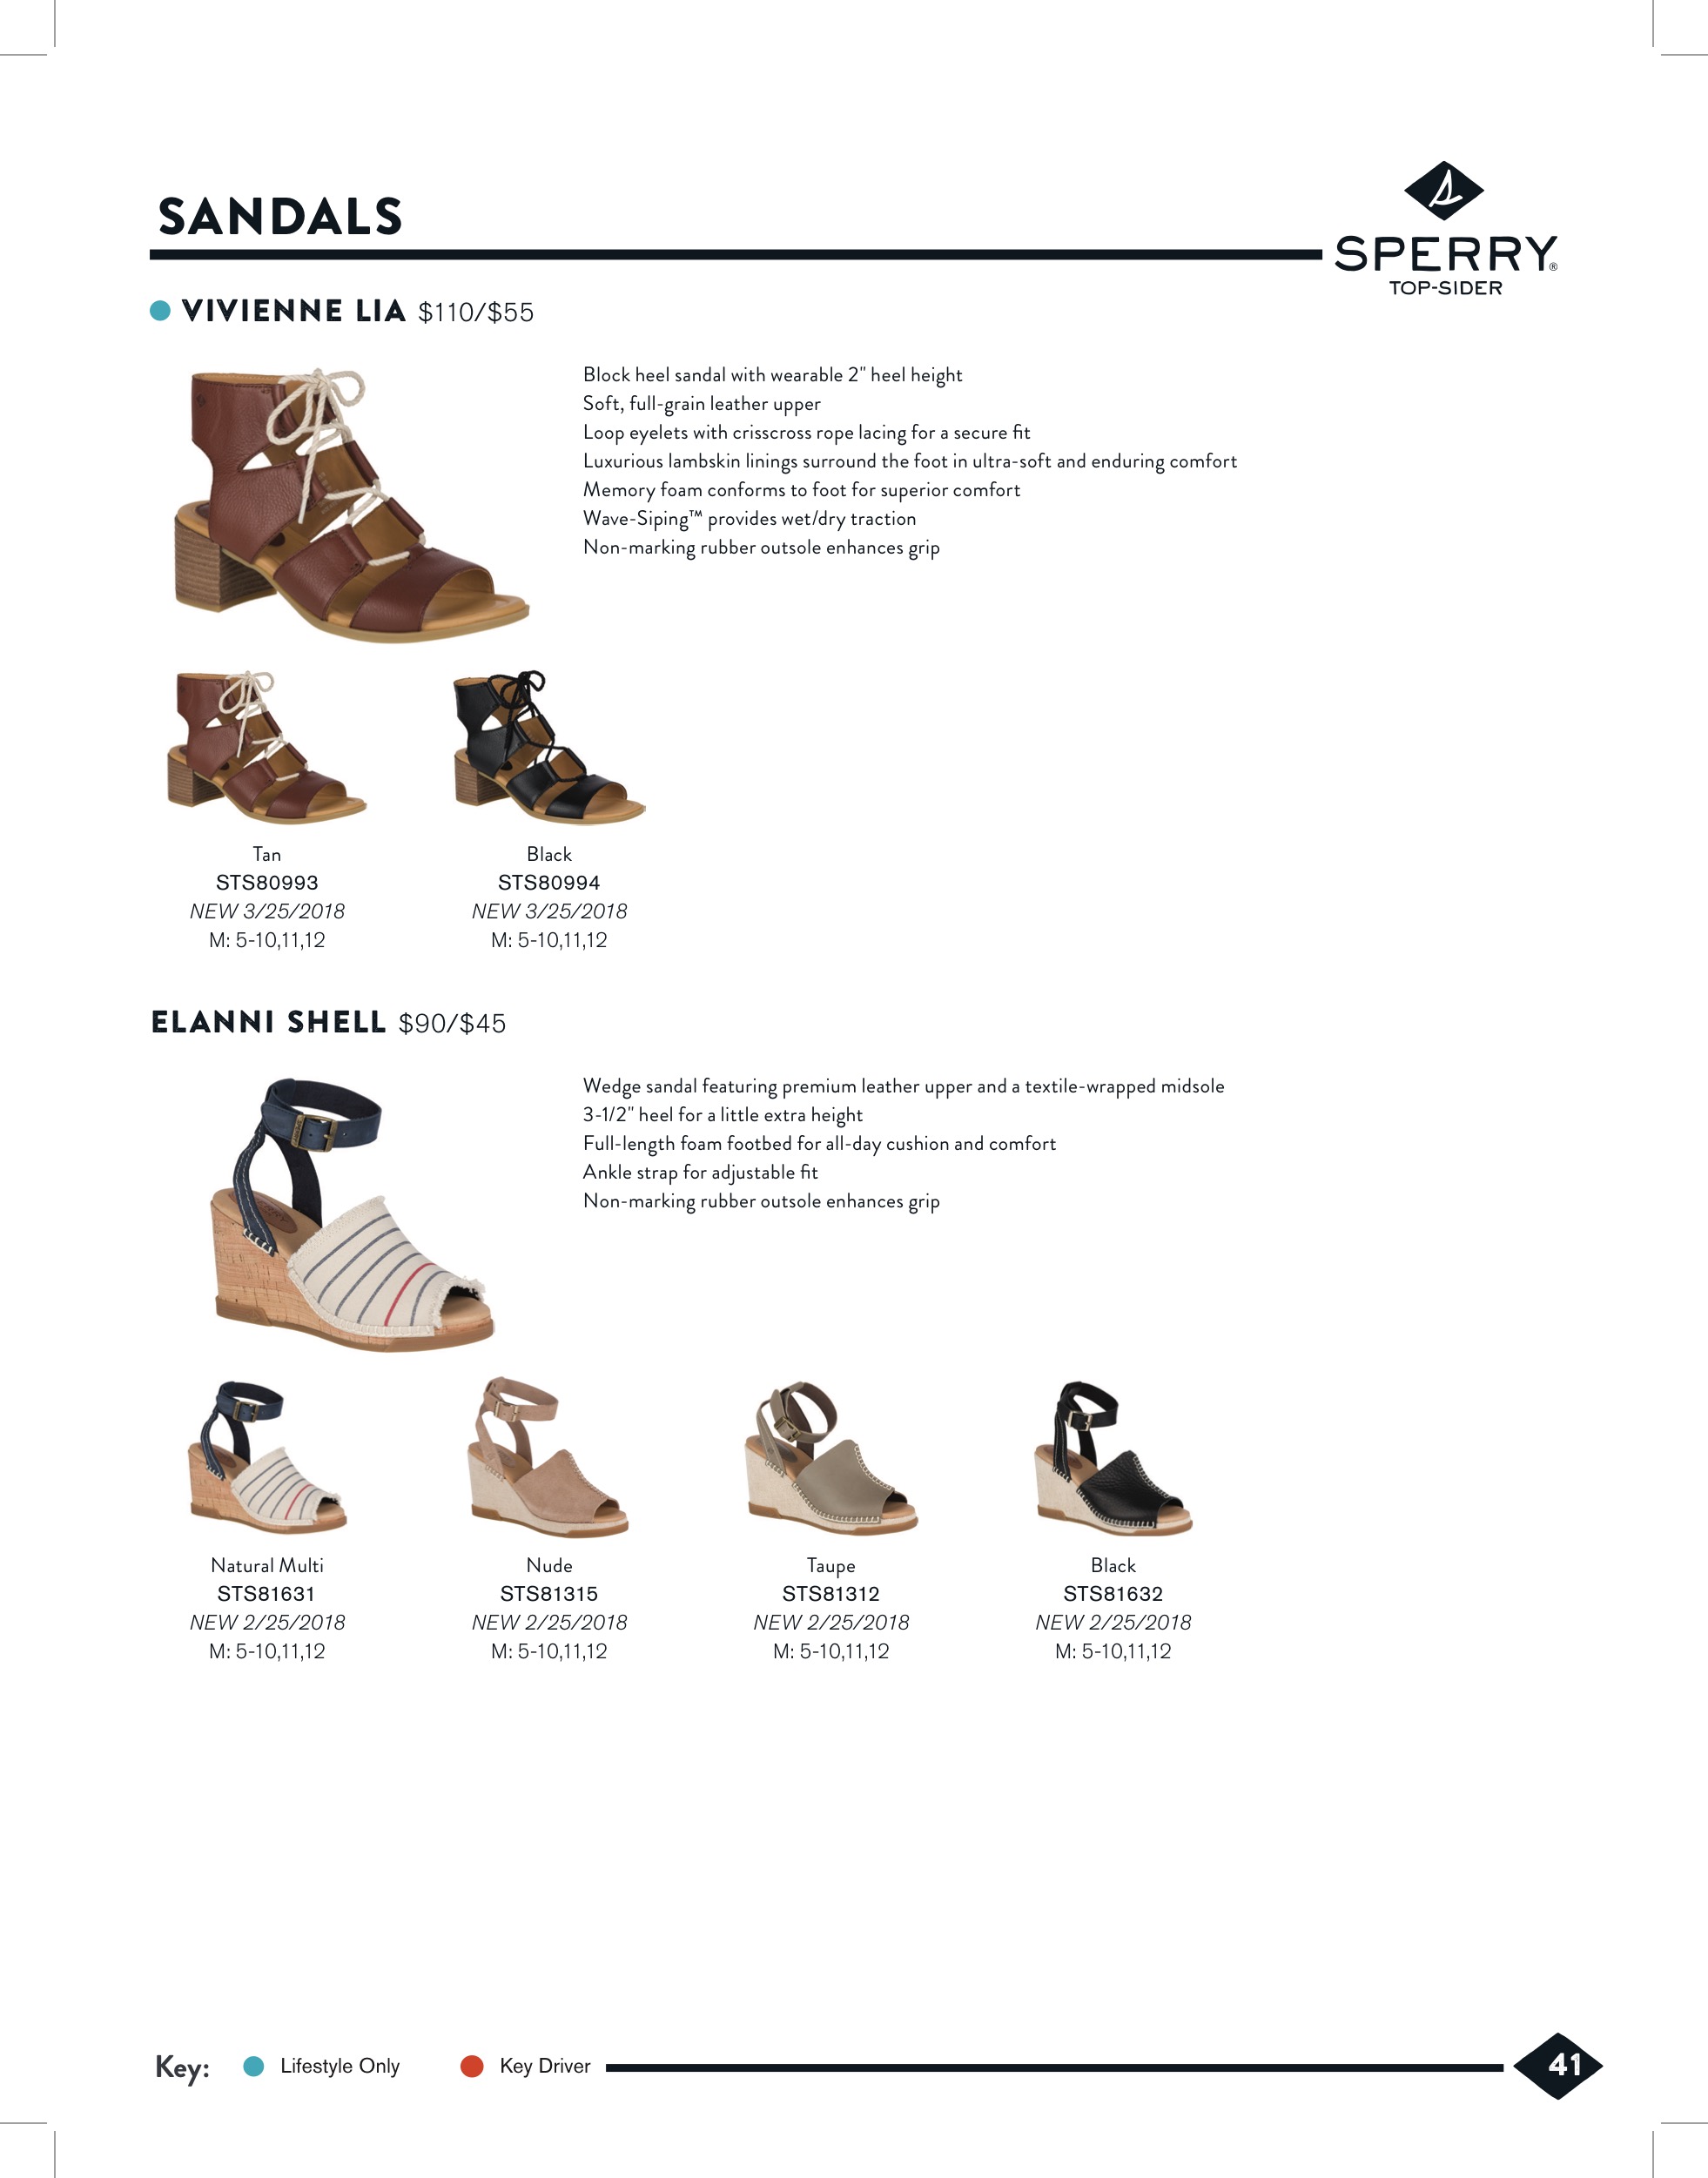 SANDALS
SPERRY®
TOP-SIDER
VIVIENNE LIA $110/$55
Block heel sandal with wearable 2" heel height
Soft, full-grain leather upper
Loop eyelets with crisscross rope lacing for a secure fit
Luxurious lambskin linings surround the foot in ultra-soft and enduring comfort
Memory foam conforms to foot for superior comfort
Wave-Siping™ provides wet/dry traction
Non-marking rubber outsole enhances grip
Tan
STS80993
NEW 3/25/2018
M: 5-10,11,12
Black
STS80994
NEW 3/25/2018
M: 5-10,11,12
ELANNI SHELL $90/$45
Wedge sandal featuring premium leather upper and a textile-wrapped midsole
3-1/2" heel for a little extra height
Full-length foam footbed for all-day cushion and comfort
Ankle strap for adjustable fit
Non-marking rubber outsole enhances grip
Natural Multi
STS81631
NEW 2/25/2018
M: 5-10,11,12
Nude
STS81315
NEW 2/25/2018
M: 5-10,11,12
Taupe
STS81312
NEW 2/25/2018
M: 5-10,11,12
Black
STS81632
NEW 2/25/2018
M: 5-10,11,12
Key: Lifestyle Only Key Driver
41